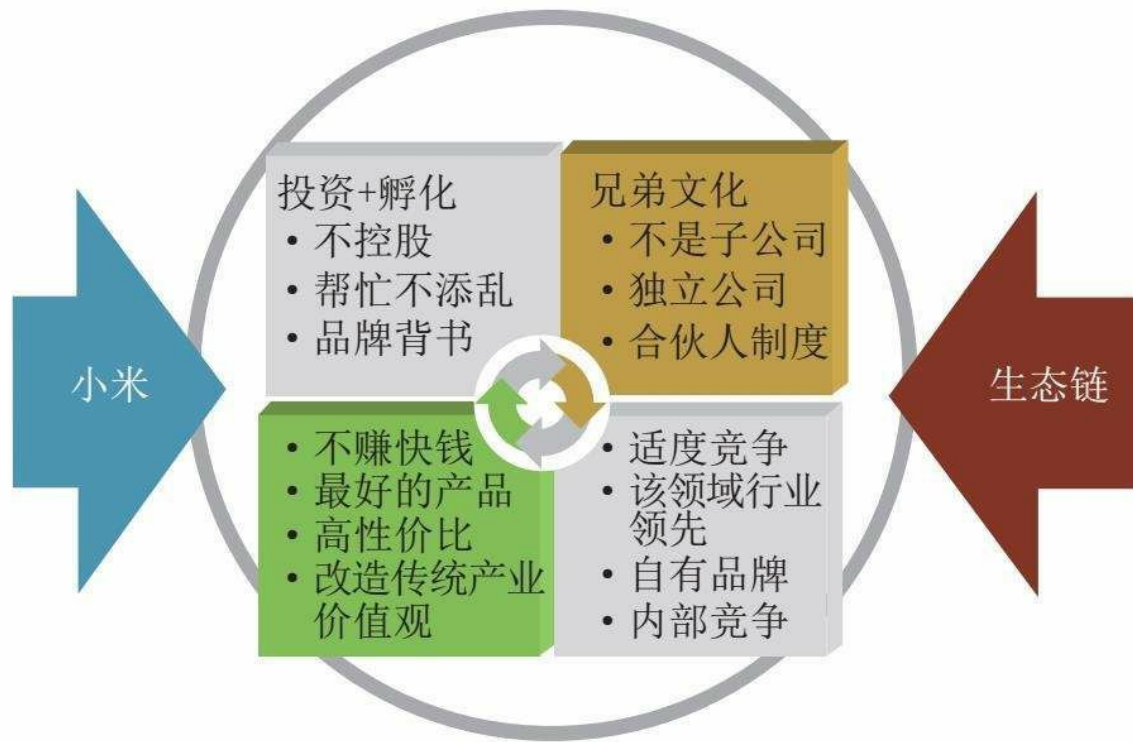 投资+孵化
• 不控股
• 帮忙不添乱
• 品牌背书
兄弟文化
• 不是子公司
• 独立公司
• 合伙人制度
小米
生态链
• 不赚快钱
• 最好的产品
• 高性价比
• 改造传统产业
价值观
• 适度竞争
• 该领域行业
领先
• 自有品牌
• 内部竞争